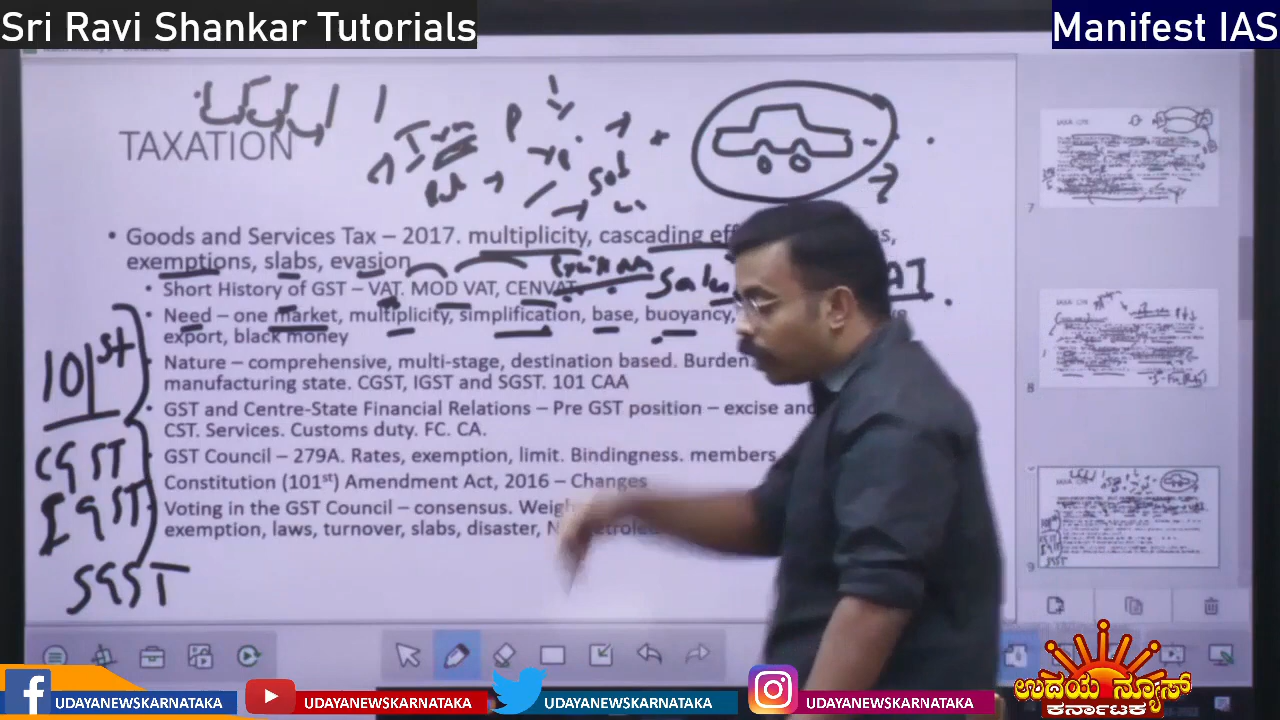 Sri Ravi Shankar Tutorials
Manifest IAS
TAXATION
Iron
• Goods and Services Tax – 2017. multiplicity, cascading
exemptions, slabs, evasion
• Short History of GST – VAT. MOD VAT, CENVAT
• Need – one market, multiplicity, simplification, base, buoyancy,
export, black money
Nature – comprehensive, multi-stage, destination based. Burden
manufacturing state. CGST, IGST and SGST. 101 CAA
GST and Centre-State Financial Relations – Pre GST position – excise and
CST. Services. Customs duty. FC. CA.
GST Council – 279A. Rates, exemption, limit. Bindingness. members,
Constitution (101st) Amendment Act, 2016 – Changes
Voting in the GST Council – consensus.
exemption, laws, turnover, slabs, disaster,
101st
CGST
IGST
SGST
7
8
9
UDAYANEWSKARNATAKA
UDAYANEWSKARNATAKA
UDAYANEWSKARNATAKA
UDAYANEWSKARNATAKA
ಉದಯ ನ್ಯೂಸ್
ಕರ್ನಾಟಕ